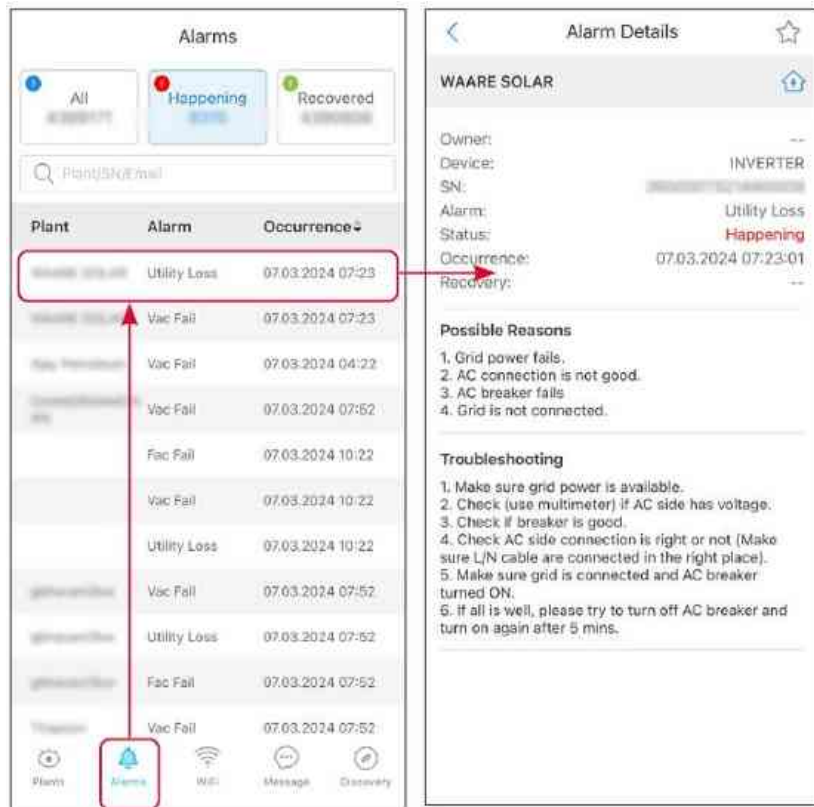 Alarms
All
Happening
Recovered
Plant/SN/Email
Plant Alarm Occurrence
WAARE SOLAR Utility Loss 07.03.2024 07:23
Vac Fail 07.03.2024 07:23
Vac Fail 07.03.2024 04:22
Vac Fail 07.03.2024 07:52
Fac Fail 07.03.2024 10:22
Vac Fail 07.03.2024 10:22
Utility Loss 07.03.2024 10:22
Vac Fail 07.03.2024 07:52
Utility Loss 07.03.2024 07:52
Fac Fail 07.03.2024 07:52
Vac Fail 07.03.2024 07:52
Plants
Alarms
WiFi
Message
Discovery
Alarm Details
WAARE SOLAR
Owner: --
Device: INVERTER
SN:
Alarm: Utility Loss
Status: Happening
Occurrence: 07.03.2024 07:23:01
Recovery: --
Possible Reasons
1. Grid power fails.
2. AC connection is not good.
3. AC breaker fails
4. Grid is not connected.
Troubleshooting
1. Make sure grid power is available.
2. Check (use multimeter) if AC side has voltage.
3. Check if breaker is good.
4. Check AC side connection is right or not (Make
sure L/N cable are connected in the right place).
5. Make sure grid is connected and AC breaker
turned ON.
6. If all is well, please try to turn off AC breaker and
turn on again after 5 mins.